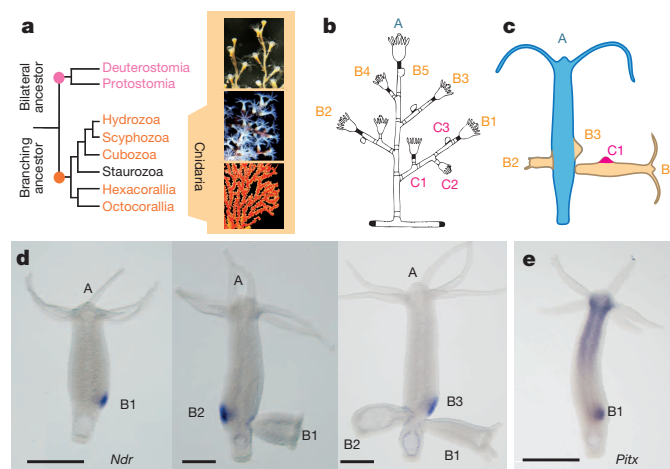 a
Bilateral ancestor
Branching ancestor
Deuterostomia
Protostomia
Hydrozoa
Scyphozoa
Cubozoa
Staurozoa
Hexacorallia
Octocorallia
Cnidaria
b
A
B4
B5
B3
B2
B1
C3
C1
C2
c
A
B3
C1
B2
d
A
B1
Ndr
B2
B1
A
B3
B2
B1
e
B1
Pitx